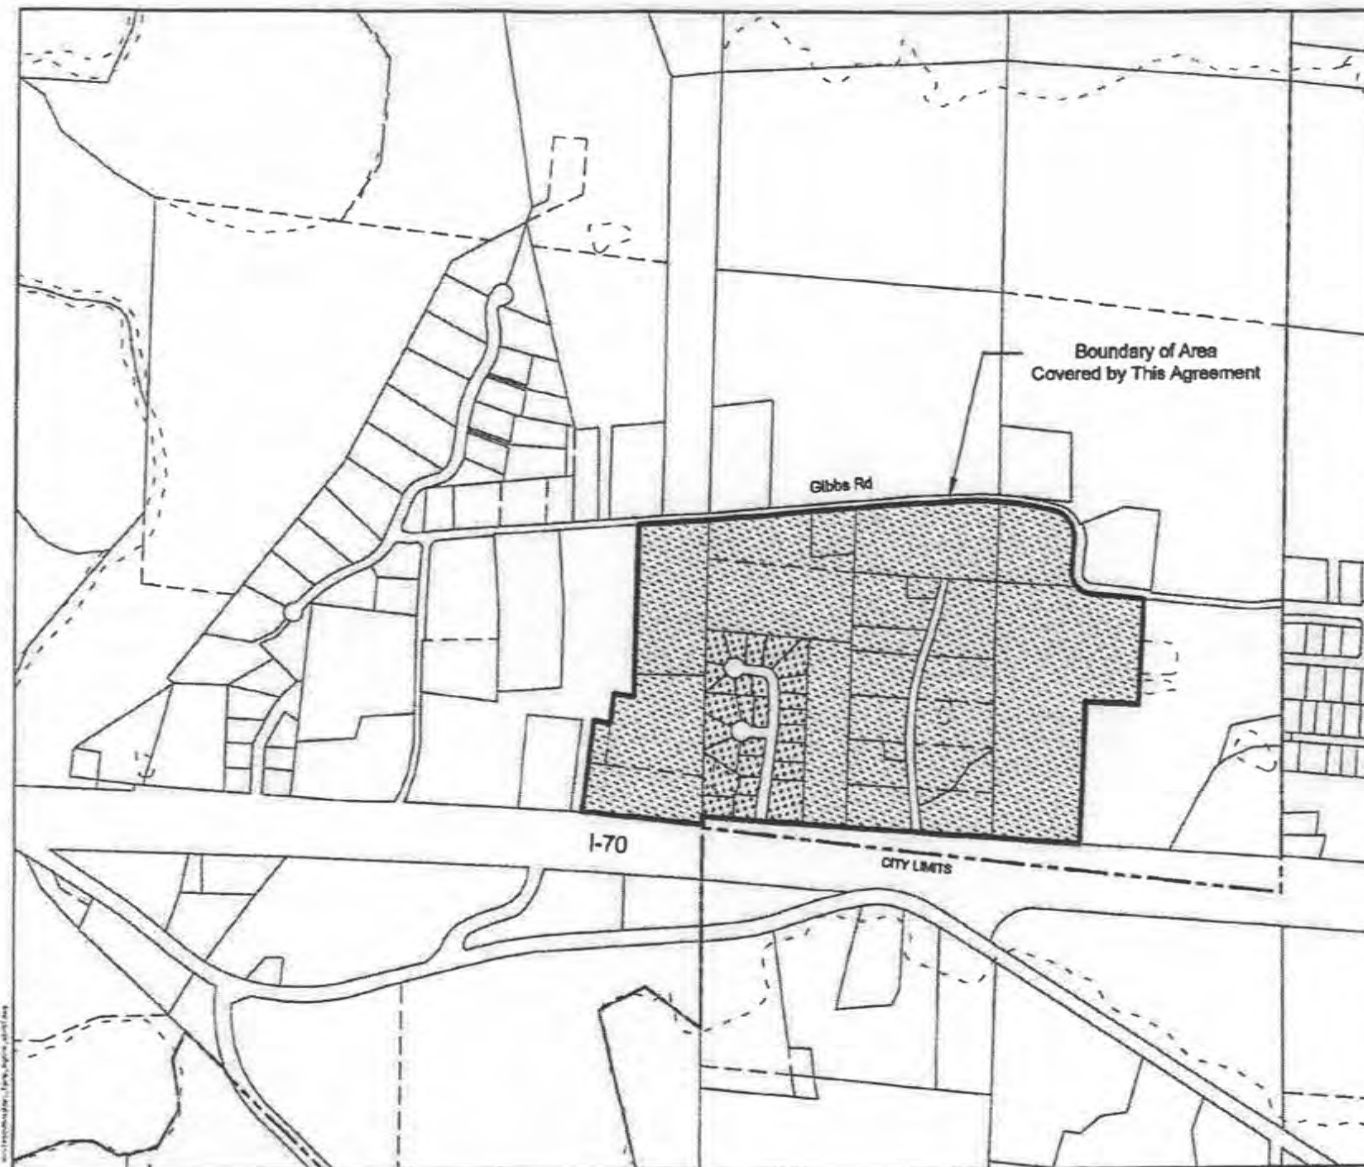 Boundary of Area
Covered by This Agreement
Gibbs Rd
I-70
CITY LIMITS